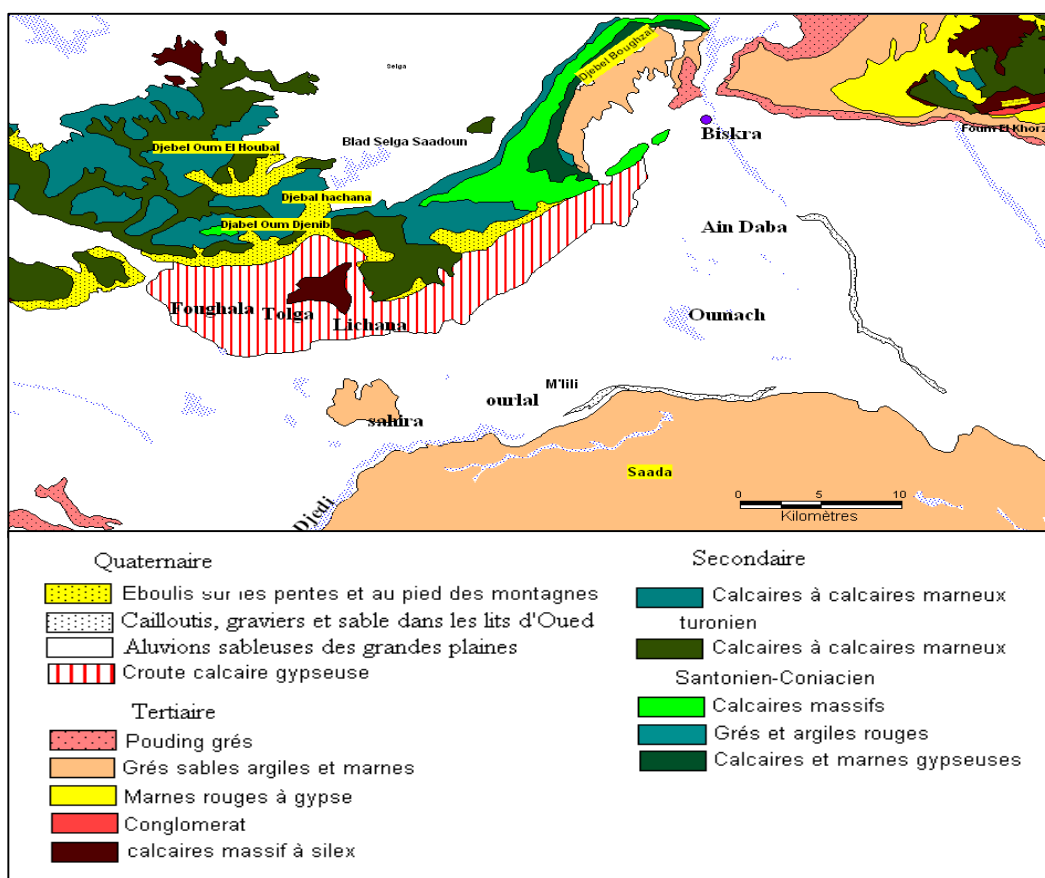 Selga
Djebel Boughzal
Biskra
Foum El Khorz
Blad Selga Saadoun
Djebel Oum El Houbal
Djebal hachana
Djabel Oum Djenib
Ain Daba
Foughala
Tolga
Lichana
Oumach
M'lili
ourlal
sahira
Saada
Djedi
0 5 10
Kilomètres
Quaternaire
Eboulis sur les pentes et au pied des montagnes
Cailloutis, graviers et sable dans les lits d'Oued
Aluvions sableuses des grandes plaines
Croute calcaire gypseuse
Tertiaire
Pouding grés
Grés sables argiles et marnes
Marnes rouges à gypse
Conglomerat
calcaires massif à silex
Secondaire
Calcaires à calcaires marneux
turonien
Calcaires à calcaires marneux
Santonien-Coniacien
Calcaires massifs
Grés et argiles rouges
Calcaires et marnes gypseuses